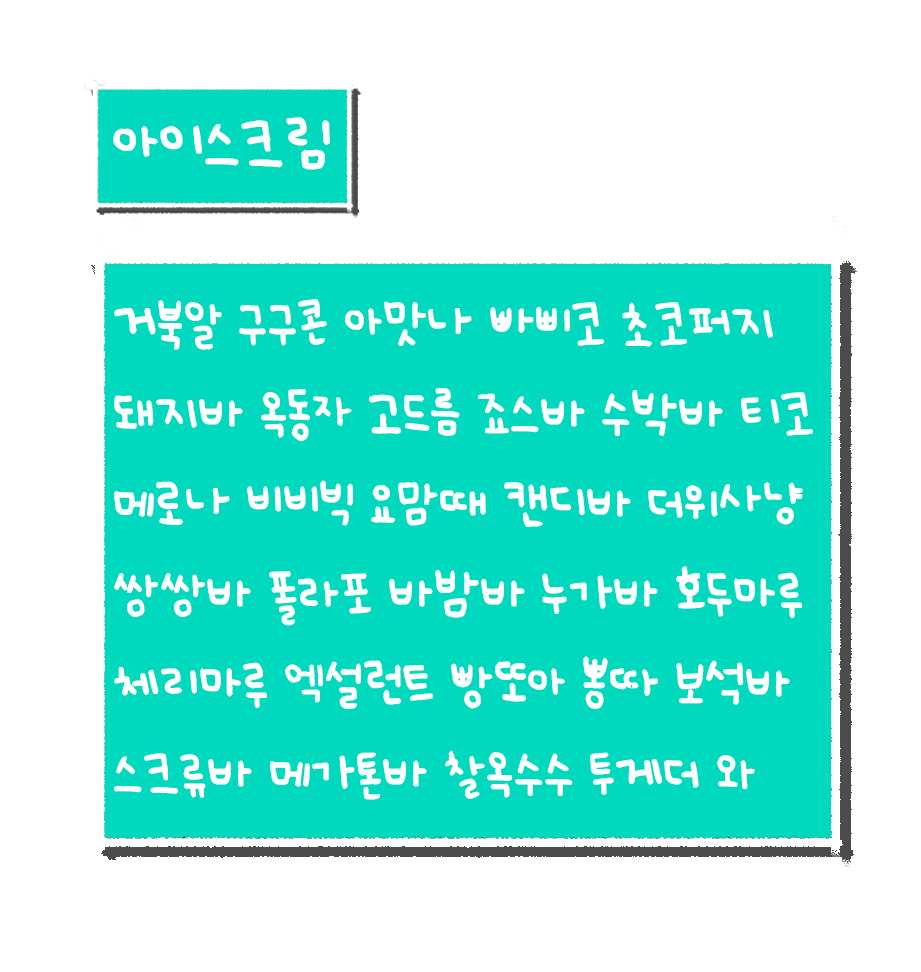 아이스크림
거북알 구구콘 아맛나 빠삐코 초코퍼지
돼지바 옥동자 고드름 죠스바 수박바 티코
메로나 비비빅 요맘때 캔디바 더위사냥
쌍쌍바 폴라포 바밤바 누가바 호두마루
체리마루 엑설런트 빵또아 뽕따 보석바
스크류바 메가톤바 찰옥수수 투게더 와